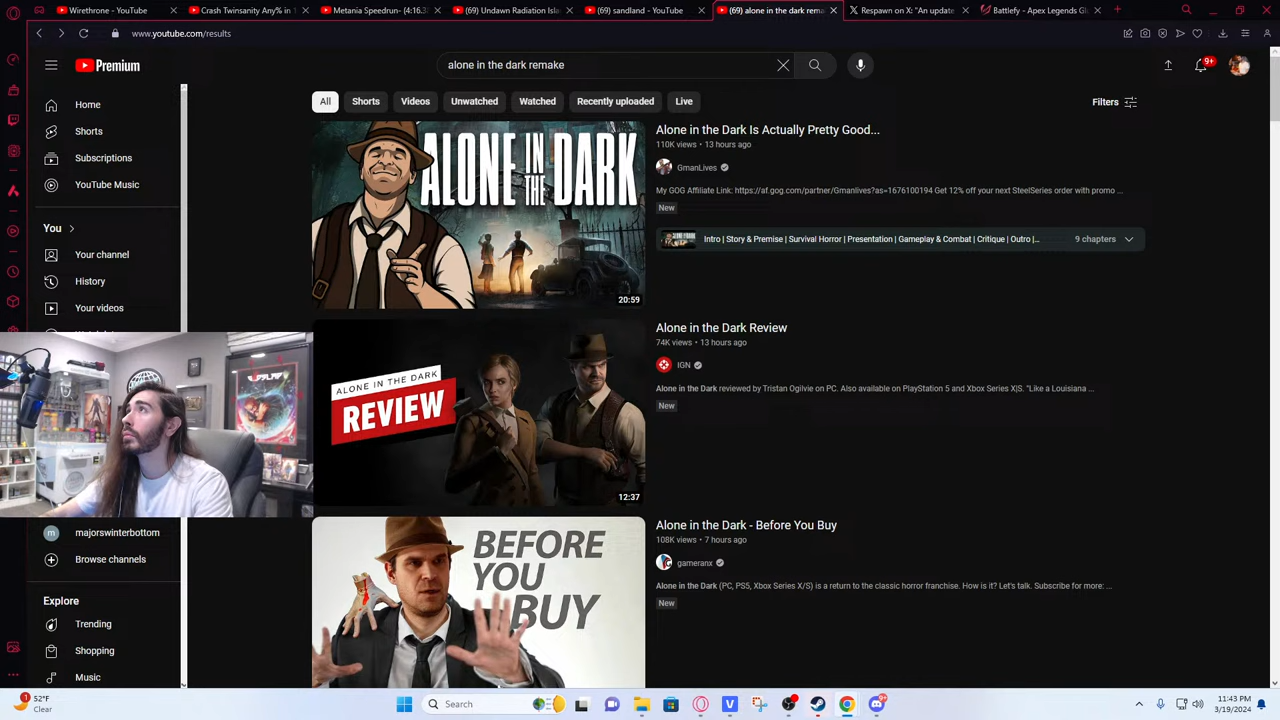 Wirethrone - YouTube
Crash Twinsanity Any% in 1
Metania Speedrun- (4:16.3
(69) Undawn Radiation Isla
(69) sandland - YouTube
(69) alone in the dark rema
Respawn on X: "An update
Battlefy - Apex Legends Gl
www.youtube.com/results
Premium
alone in the dark remake
9+
All
Shorts
Videos
Unwatched
Watched
Recently uploaded
Live
Filters
Home
Shorts
Subscriptions
YouTube Music
You
Your channel
History
Your videos
majorswinterbottom
Browse channels
Explore
Trending
Shopping
Music
ALONE IN THE DARK
20:59
Alone in the Dark Is Actually Pretty Good...
110K views • 13 hours ago
GmanLives
My GOG Affiliate Link: https://af.gog.com/partner/Gmanlives?as=1676100194 Get 12% off your next SteelSeries order with promo ...
New
Intro | Story & Premise | Survival Horror | Presentation | Gameplay & Combat | Critique | Outro |...
9 chapters
ALONE IN THE DARK
REVIEW
12:37
Alone in the Dark Review
74K views • 13 hours ago
IGN
Alone in the Dark reviewed by Tristan Ogilvie on PC. Also available on PlayStation 5 and Xbox Series X|S. "Like a Louisiana ...
New
BEFORE
YOU
BUY
Alone in the Dark - Before You Buy
108K views • 7 hours ago
gameranx
Alone in the Dark (PC, PS5, Xbox Series X/S) is a return to the classic horror franchise. How is it? Let's talk. Subscribe for more: ...
New
1
52°F
Clear
Search
9+
11:43 PM
3/19/2024